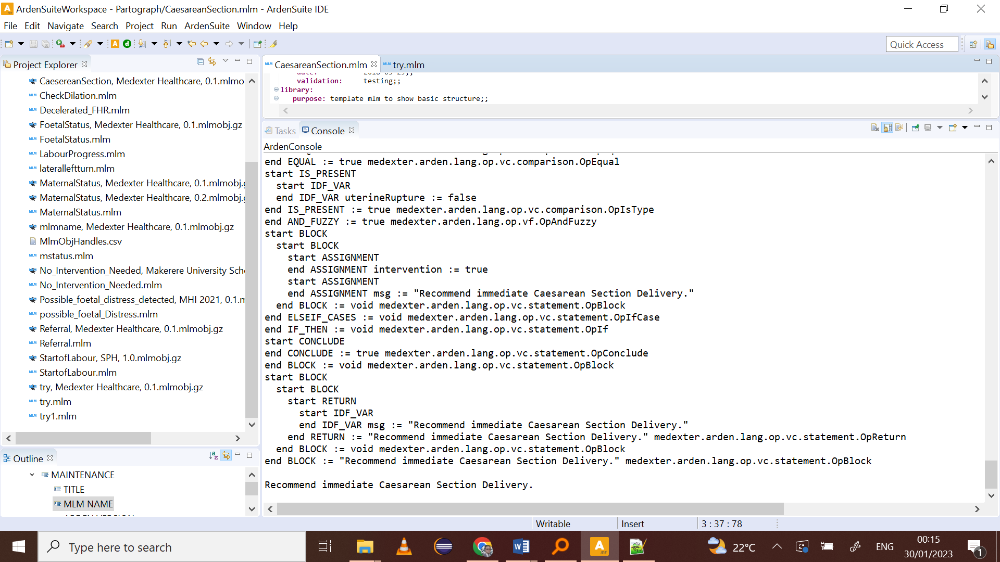 ArdenSuiteWorkspace - Partograph/CaesareanSection.mlm - ArdenSuite IDE
File Edit Navigate Search Project Run ArdenSuite Window Help
Quick Access
Project Explorer
CaesereanSection, Medexter Healthcare, 0.1.mlmo
CheckDilation.mlm
Decelerated_FHR.mlm
FoetalStatus, Medexter Healthcare, 0.1.mlmobj.gz
FoetalStatus.mlm
LabourProgress.mlm
lateralleftturn.mlm
MaternalStatus, Medexter Healthcare, 0.1.mlmobj.g
MaternalStatus, Medexter Healthcare, 0.2.mlmobj.g
MaternalStatus.mlm
mlmname, Medexter Healthcare, 0.1.mlmobj.gz
MlmObjHandles.csv
mstatus.mlm
No_Intervention_Needed, Makerere University Sch
No_Intervention_Needed.mlm
Possible_foetal_distress_detected, MHI 2021, 0.1.m
possible_foetal_Distress.mlm
Referral, Medexter Healthcare, 0.1.mlmobj.gz
Referral.mlm
StartofLabour, SPH, 1.0.mlmobj.gz
StartofLabour.mlm
try, Medexter Healthcare, 0.1.mlmobj.gz
try.mlm
try1.mlm
Outline
MAINTENANCE
TITLE
MLM NAME
CaesareanSection.mlm try.mlm
validation: testing;;
library:
purpose: template mlm to show basic structure;;
Tasks Console
ArdenConsole
end EQUAL := true medexter.arden.lang.op.vc.comparison.OpEqual
start IS_PRESENT
start IDF_VAR
end IDF_VAR uterineRupture := false
end IS_PRESENT := true medexter.arden.lang.op.vc.comparison.OpIsType
end AND_FUZZY := true medexter.arden.lang.op.vf.OpAndFuzzy
start BLOCK
start BLOCK
start ASSIGNMENT
end ASSIGNMENT intervention := true
start ASSIGNMENT
end ASSIGNMENT msg := "Recommend immediate Caesarean Section Delivery."
end BLOCK := void medexter.arden.lang.op.vc.statement.OpBlock
end ELSEIF_CASES := void medexter.arden.lang.op.vc.statement.OpIfCase
end IF_THEN := void medexter.arden.lang.op.vc.statement.OpIf
start CONCLUDE
end CONCLUDE := true medexter.arden.lang.op.vc.statement.OpConclude
end BLOCK := void medexter.arden.lang.op.vc.statement.OpBlock
start BLOCK
start BLOCK
start RETURN
start IDF_VAR
end IDF_VAR msg := "Recommend immediate Caesarean Section Delivery."
end RETURN := "Recommend immediate Caesarean Section Delivery." medexter.arden.lang.op.vc.statement.OpReturn
end BLOCK := void medexter.arden.lang.op.vc.statement.OpBlock
end BLOCK := "Recommend immediate Caesarean Section Delivery." medexter.arden.lang.op.vc.statement.OpBlock
Recommend immediate Caesarean Section Delivery.
Writable Insert 3 : 37 : 78
Type here to search
22°C
ENG
00:15
30/01/2023
1